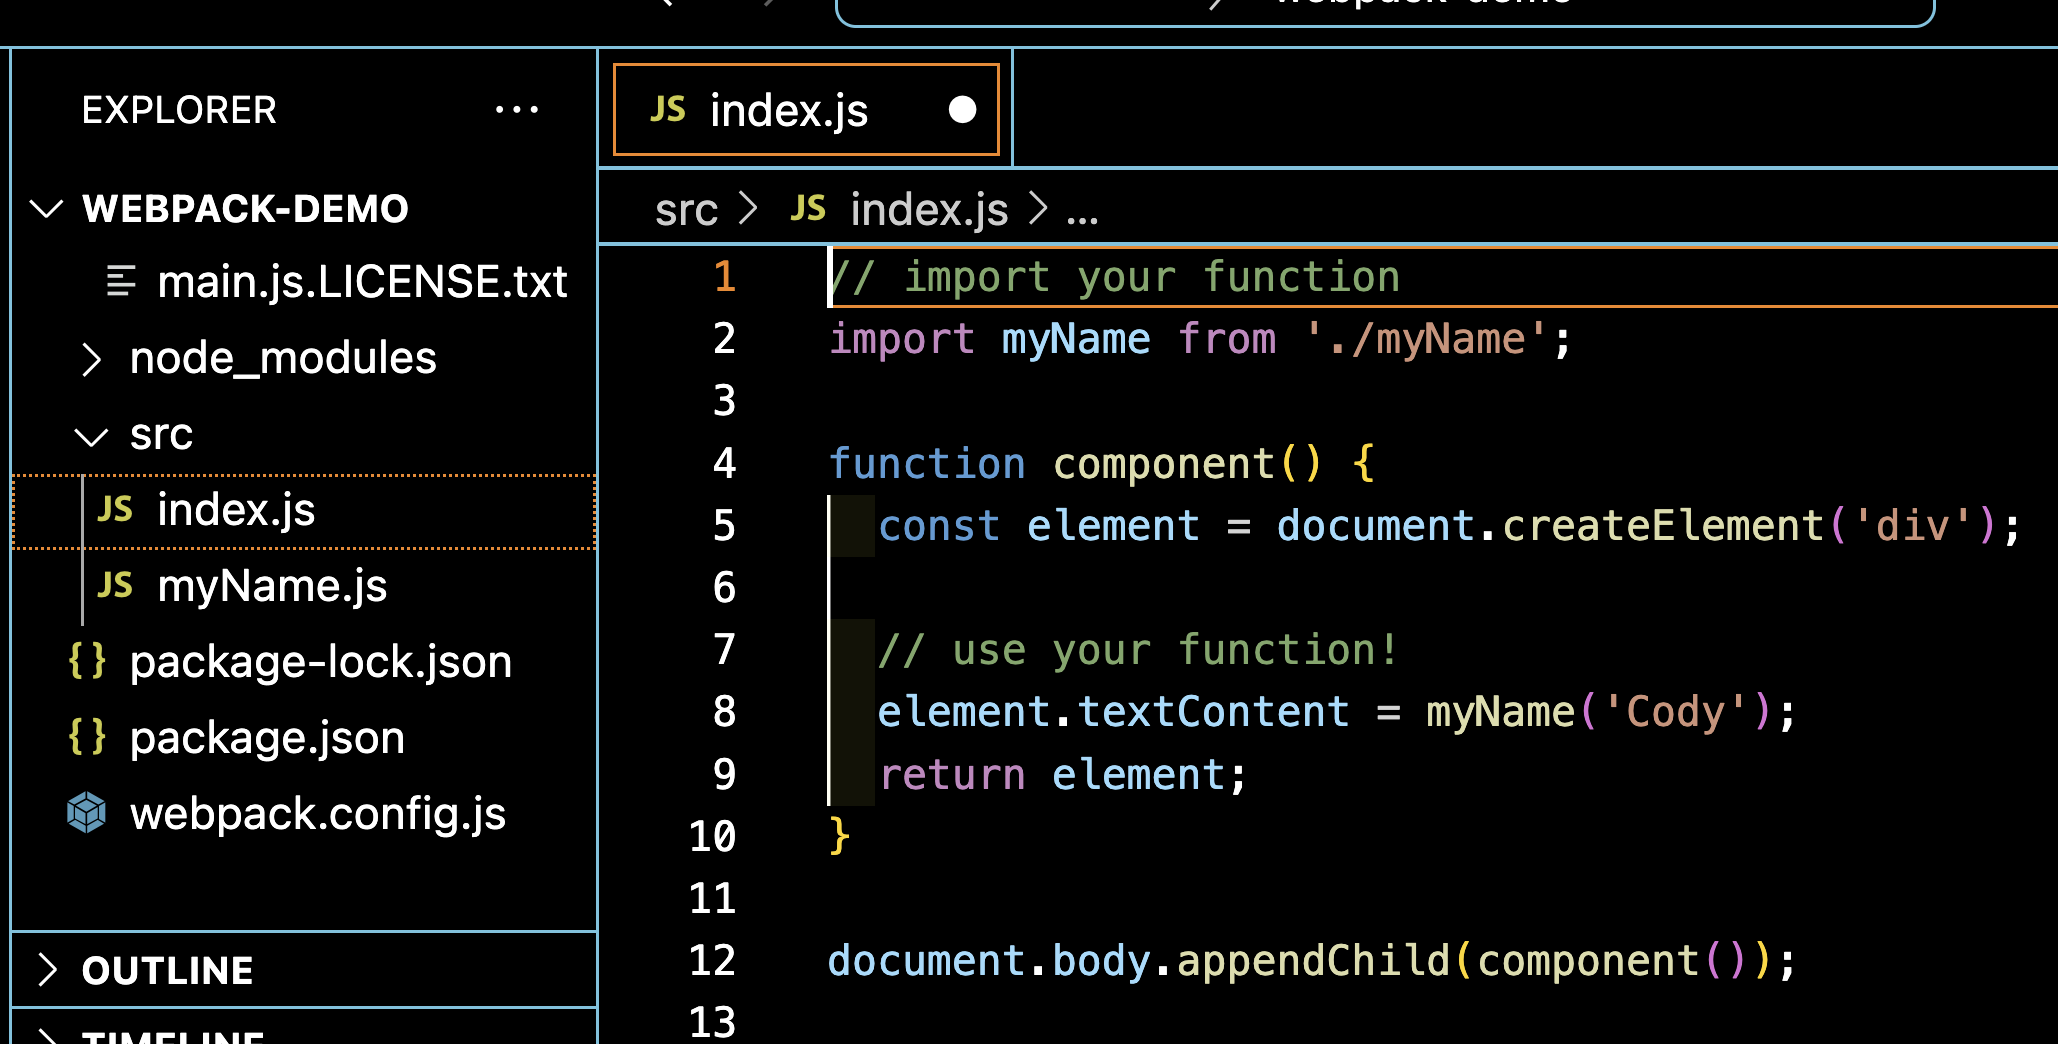 EXPLORER ...
WEBPACK-DEMO
main.js.LICENSE.txt
node_modules
src
JS index.js
JS myName.js
{} package-lock.json
{} package.json
webpack.config.js
OUTLINE
TIMELINE
JS index.js
src > JS index.js > ...
1 // import your function
2 import myName from './myName';
3
4 function component() {
5 const element = document.createElement('div');
6
7 // use your function!
8 element.textContent = myName('Cody');
9 return element;
10 }
11
12 document.body.appendChild(component());
13